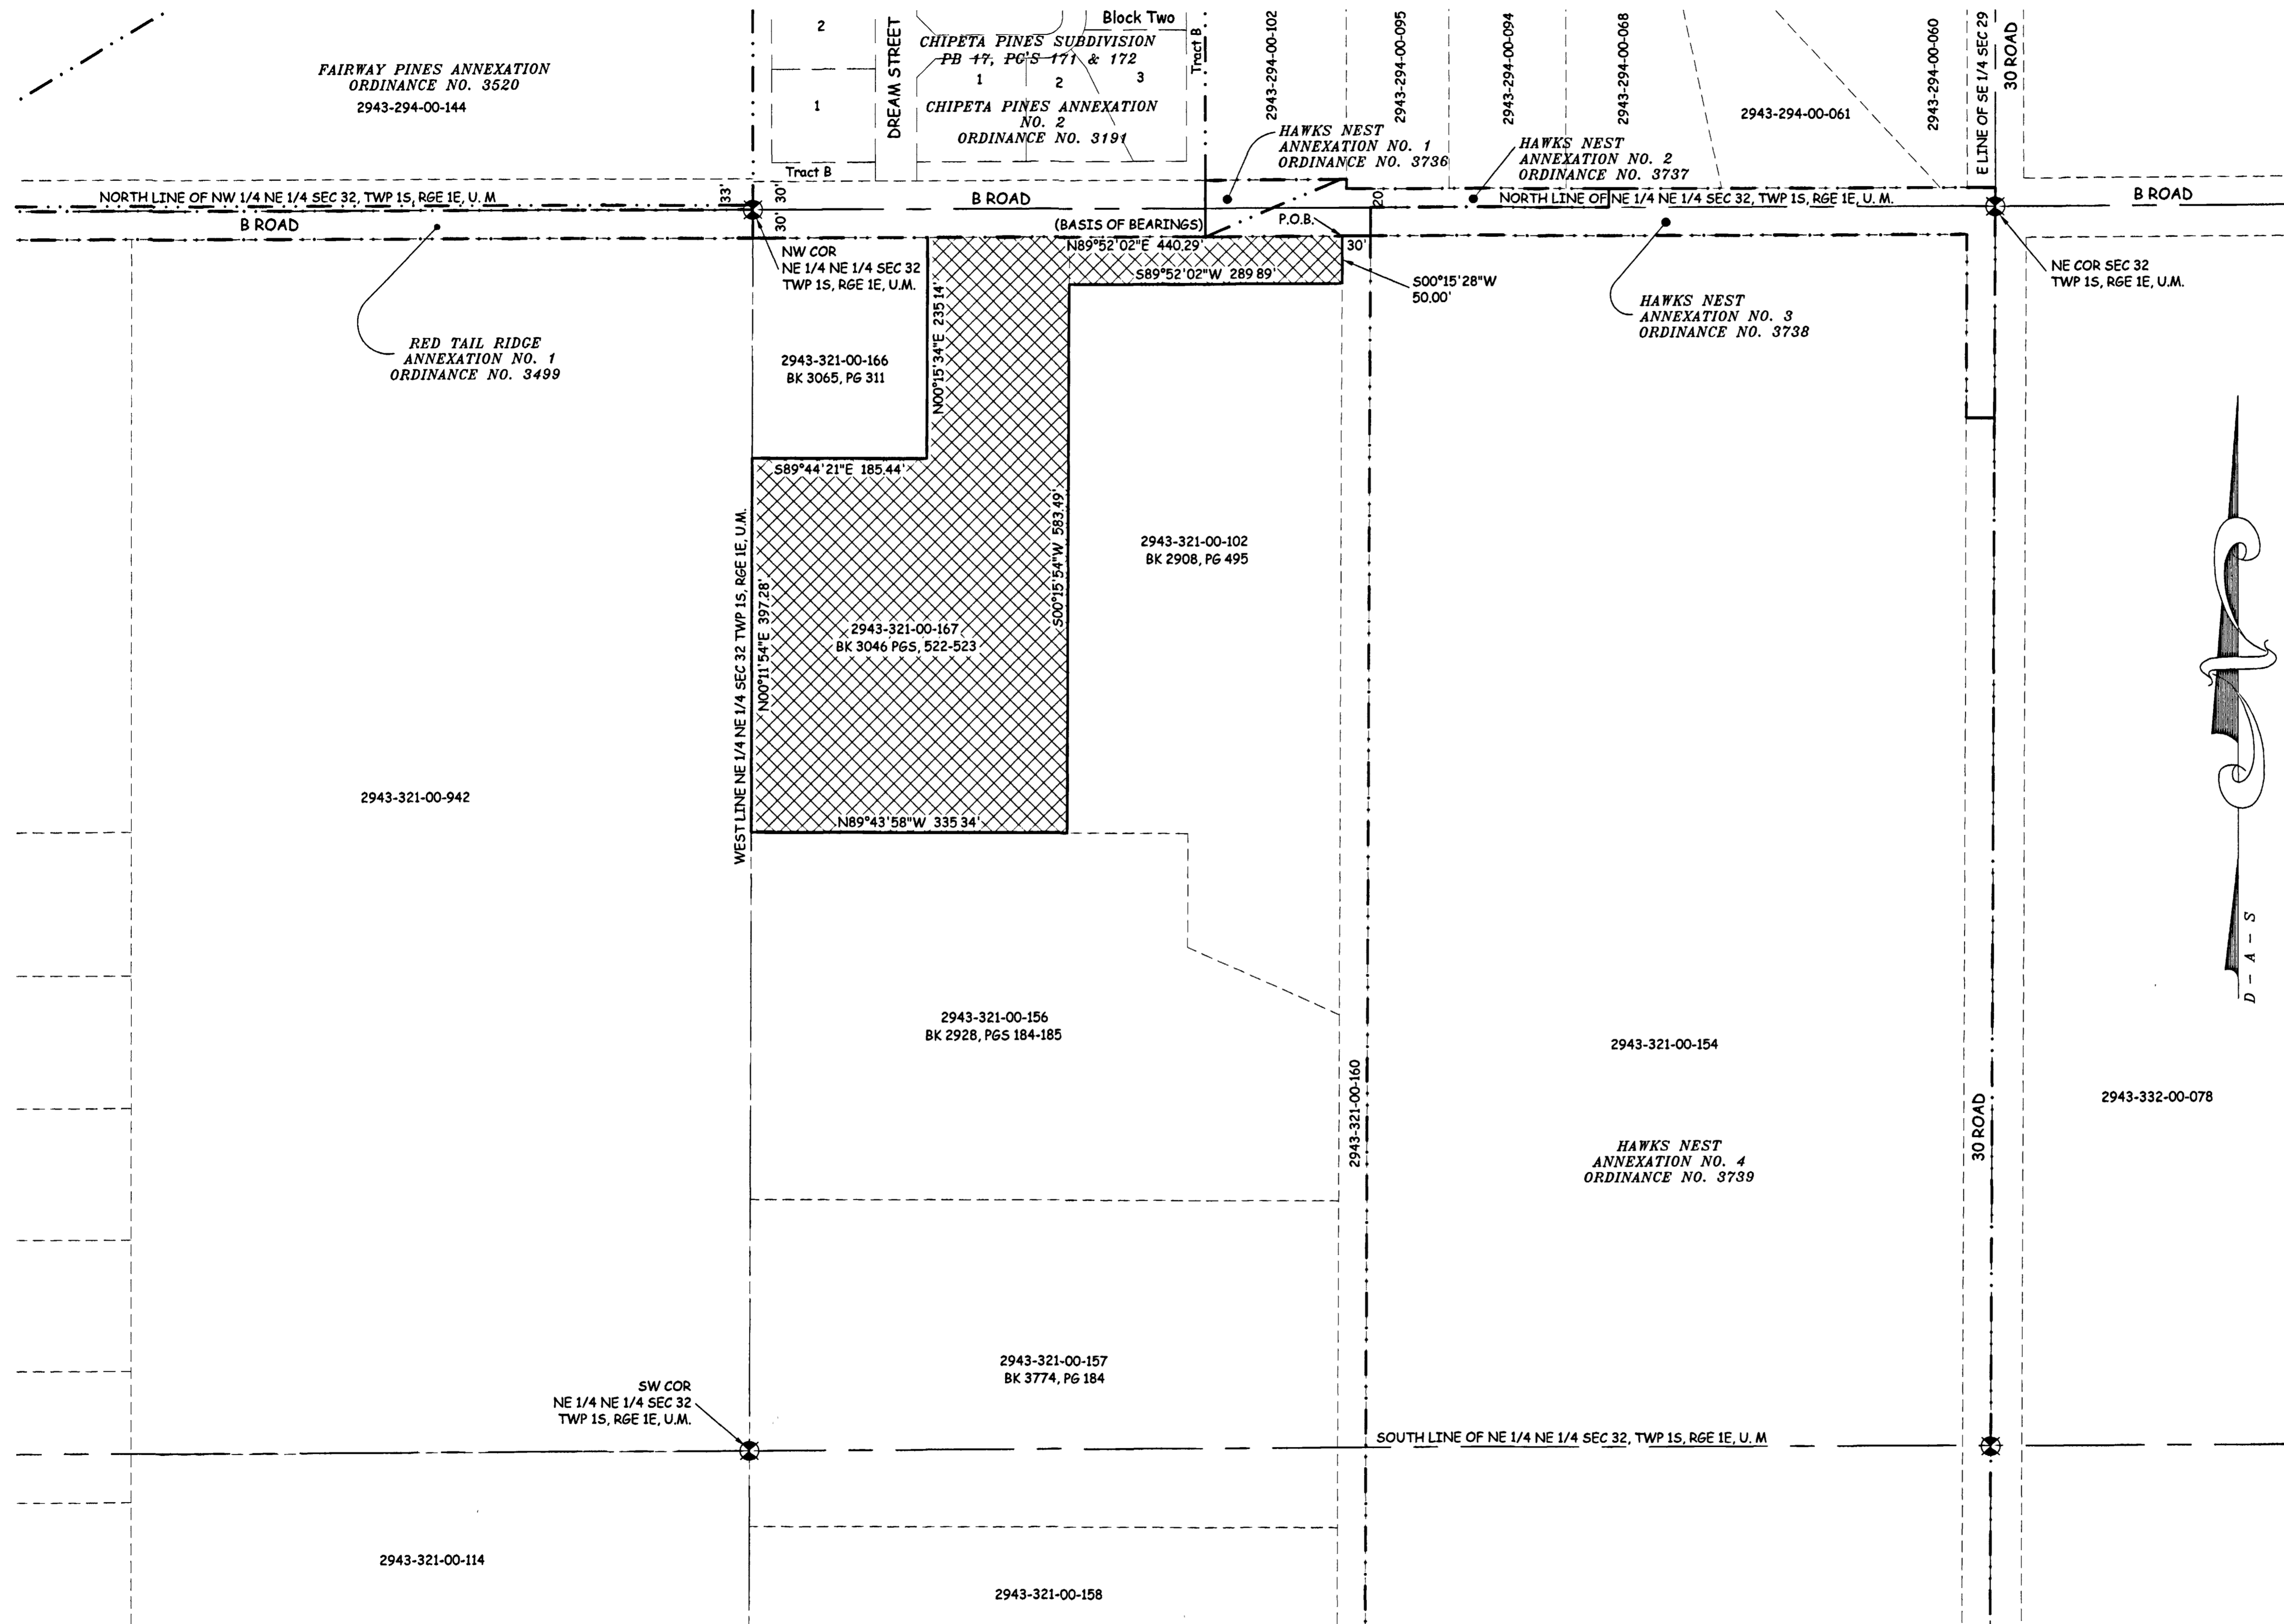 FAIRWAY PINES ANNEXATION
ORDINANCE NO. 3520
2943-294-00-144
2
1
DREAM STREET
Block Two
CHIPETA PINES SUBDIVISION
PB 17, PG'S 171 & 172
1
2
3
CHIPETA PINES ANNEXATION
NO. 2
ORDINANCE NO. 3191
Tract B
Tract B
2943-294-00-102
2943-294-00-095
2943-294-00-094
2943-294-00-068
2943-294-00-061
2943-294-00-060
E LINE OF SE 1/4 SEC 29
30 ROAD
HAWKS NEST
ANNEXATION NO. 1
ORDINANCE NO. 3736
HAWKS NEST
ANNEXATION NO. 2
ORDINANCE NO. 3737
NORTH LINE OF NW 1/4 NE 1/4 SEC 32, TWP 1S, RGE 1E, U. M
B ROAD
33'
30'
30'
B ROAD
(BASIS OF BEARINGS)
P.O.B.
20
NORTH LINE OF NE 1/4 NE 1/4 SEC 32, TWP 1S, RGE 1E, U. M.
B ROAD
NW COR
NE 1/4 NE 1/4 SEC 32
TWP 1S, RGE 1E, U.M.
N89°52'02"E 440.29'
S89°52'02"W 289 89'
30'
S00°15'28"W
50.00'
NE COR SEC 32
TWP 1S, RGE 1E, U.M.
HAWKS NEST
ANNEXATION NO. 3
ORDINANCE NO. 3738
RED TAIL RIDGE
ANNEXATION NO. 1
ORDINANCE NO. 3499
2943-321-00-166
BK 3065, PG 311
N00°15'34"E 235 14'
S89°44'21"E 185.44'
WEST LINE NE 1/4 NE 1/4 SEC 32 TWP 1S, RGE 1E, U.M.
N00°11'54"E 397.28'
S00°15'54"W 583.49'
2943-321-00-102
BK 2908, PG 495
2943-321-00-167
BK 3046 PGS, 522-523
N89°43'58"W 335 34'
2943-321-00-942
D - A - S
2943-321-00-156
BK 2928, PGS 184-185
2943-321-00-160
2943-321-00-154
2943-332-00-078
HAWKS NEST
ANNEXATION NO. 4
ORDINANCE NO. 3739
30 ROAD
2943-321-00-157
BK 3774, PG 184
SW COR
NE 1/4 NE 1/4 SEC 32
TWP 1S, RGE 1E, U.M.
SOUTH LINE OF NE 1/4 NE 1/4 SEC 32, TWP 1S, RGE 1E, U. M
2943-321-00-114
2943-321-00-158